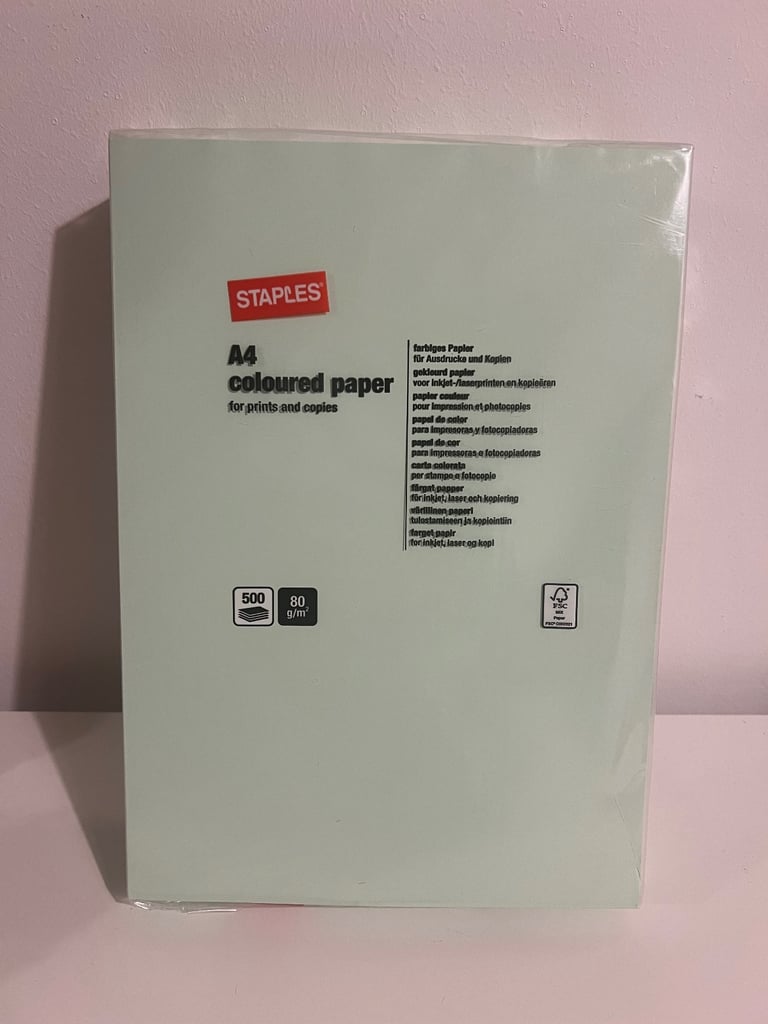 STAPLES®
A4
coloured paper
for prints and copies
farbiges Papier
für Ausdrucke und Kopien
gekleurd papier
voor inkjet-/laserprinten en kopieëren
papier couleur
pour impression et photocopies
papel de color
para impresoras y fotocopiadoras
papel de cor
para impressoras e fotocopiadoras
carta colorata
per stampe e fotocopie
färgat papper
för inkjet, laser och kopiering
värillinen paperi
tulostamiseen ja kopiointiin
farget papir
for inkjet, laser og kopi
500
80
g/m²
FSC
MIX
Paper